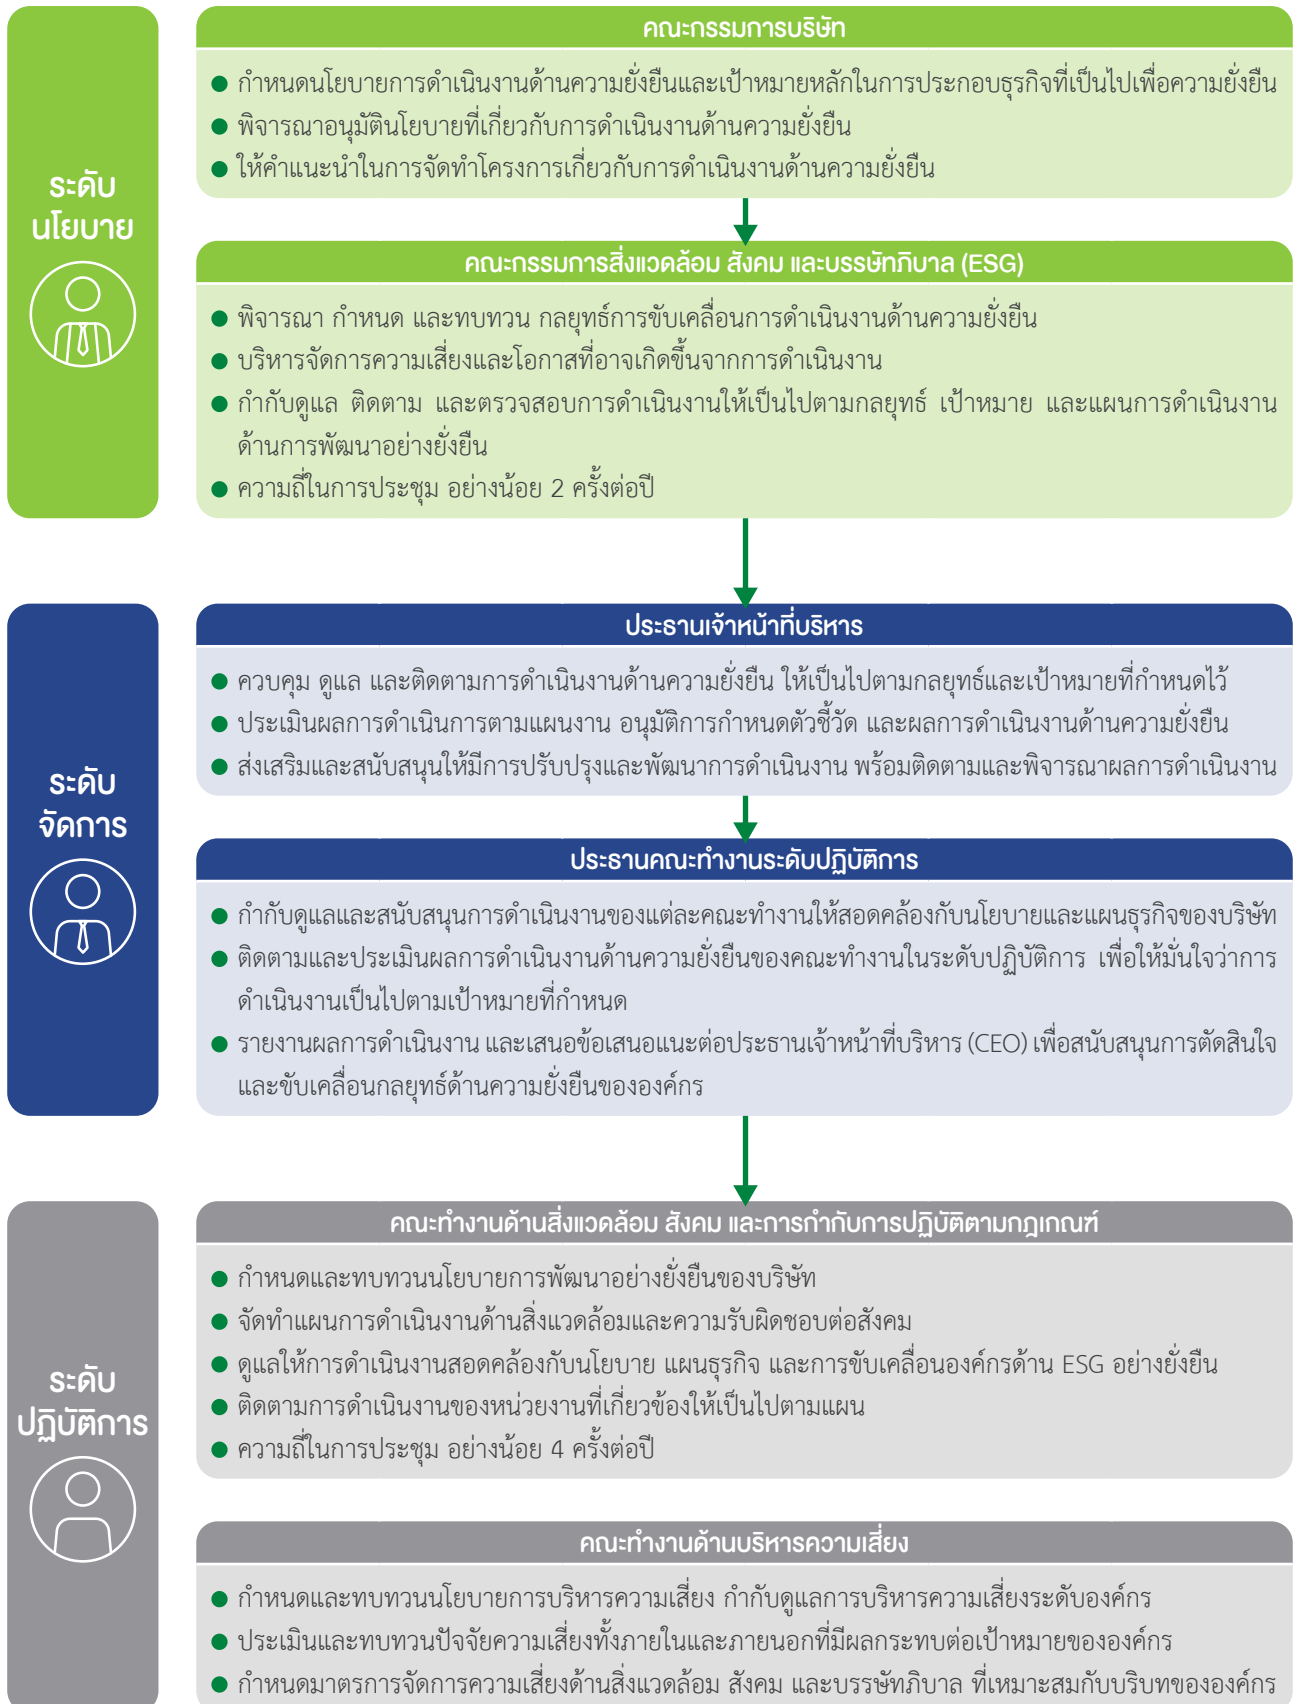 ระดับ
นโยบาย
คณะกรรมการบริษัท
● กำหนดนโยบายการดำเนินงานด้านความยั่งยืนและเป้าหมายหลักในการประกอบธุรกิจที่เป็นไปเพื่อความยั่งยืน
● พิจารณาอนุมัตินโยบายที่เกี่ยวกับการดำเนินงานด้านความยั่งยืน
● ให้คำแนะนำในการจัดทำโครงการเกี่ยวกับการดำเนินงานด้านความยั่งยืน
คณะกรรมการสิ่งแวดล้อม สังคม และบรรษัทภิบาล (ESG)
● พิจารณา กำหนด และทบทวน กลยุทธ์การขับเคลื่อนการดำเนินงานด้านความยั่งยืน
● บริหารจัดการความเสี่ยงและโอกาสที่อาจเกิดขึ้นจากการดำเนินงาน
● กำกับดูแล ติดตาม และตรวจสอบการดำเนินงานให้เป็นไปตามกลยุทธ์ เป้าหมาย และแผนการดำเนินงาน
ด้านการพัฒนาอย่างยั่งยืน
● ความถี่ในการประชุม อย่างน้อย 2 ครั้งต่อปี
ระดับ
จัดการ
ประธานเจ้าหน้าที่บริหาร
● ควบคุม ดูแล และติดตามการดำเนินงานด้านความยั่งยืน ให้เป็นไปตามกลยุทธ์และเป้าหมายที่กำหนดไว้
● ประเมินผลการดำเนินการตามแผนงาน อนุมัติการกำหนดตัวชี้วัด และผลการดำเนินงานด้านความยั่งยืน
● ส่งเสริมและสนับสนุนให้มีการปรับปรุงและพัฒนาการดำเนินงาน พร้อมติดตามและพิจารณาผลการดำเนินงาน
ประธานคณะทำงานระดับปฏิบัติการ
● กำกับดูแลและสนับสนุนการดำเนินงานของแต่ละคณะทำงานให้สอดคล้องกับนโยบายและแผนธุรกิจของบริษัท
● ติดตามและประเมินผลการดำเนินงานด้านความยั่งยืนของคณะทำงานในระดับปฏิบัติการ เพื่อให้มั่นใจว่าการ
ดำเนินงานเป็นไปตามเป้าหมายที่กำหนด
● รายงานผลการดำเนินงาน และเสนอข้อเสนอแนะต่อประธานเจ้าหน้าที่บริหาร (CEO) เพื่อสนับสนุนการตัดสินใจ
และขับเคลื่อนกลยุทธ์ด้านความยั่งยืนขององค์กร
ระดับ
ปฏิบัติการ
คณะทำงานด้านสิ่งแวดล้อม สังคม และการกำกับการปฏิบัติตามกฎเกณฑ์
● กำหนดและทบทวนนโยบายการพัฒนาอย่างยั่งยืนของบริษัท
● จัดทำแผนการดำเนินงานด้านสิ่งแวดล้อมและความรับผิดชอบต่อสังคม
● ดูแลให้การดำเนินงานสอดคล้องกับนโยบาย แผนธุรกิจ และการขับเคลื่อนองค์กรด้าน ESG อย่างยั่งยืน
● ติดตามการดำเนินงานของหน่วยงานที่เกี่ยวข้องให้เป็นไปตามแผน
● ความถี่ในการประชุม อย่างน้อย 4 ครั้งต่อปี
คณะทำงานด้านบริหารความเสี่ยง
● กำหนดและทบทวนนโยบายการบริหารความเสี่ยง กำกับดูแลการบริหารความเสี่ยงระดับองค์กร
● ประเมินและทบทวนปัจจัยความเสี่ยงทั้งภายในและภายนอกที่มีผลกระทบต่อเป้าหมายขององค์กร
● กำหนดมาตรการจัดการความเสี่ยงด้านสิ่งแวดล้อม สังคม และบรรษัทภิบาล ที่เหมาะสมกับบริบทขององค์กร